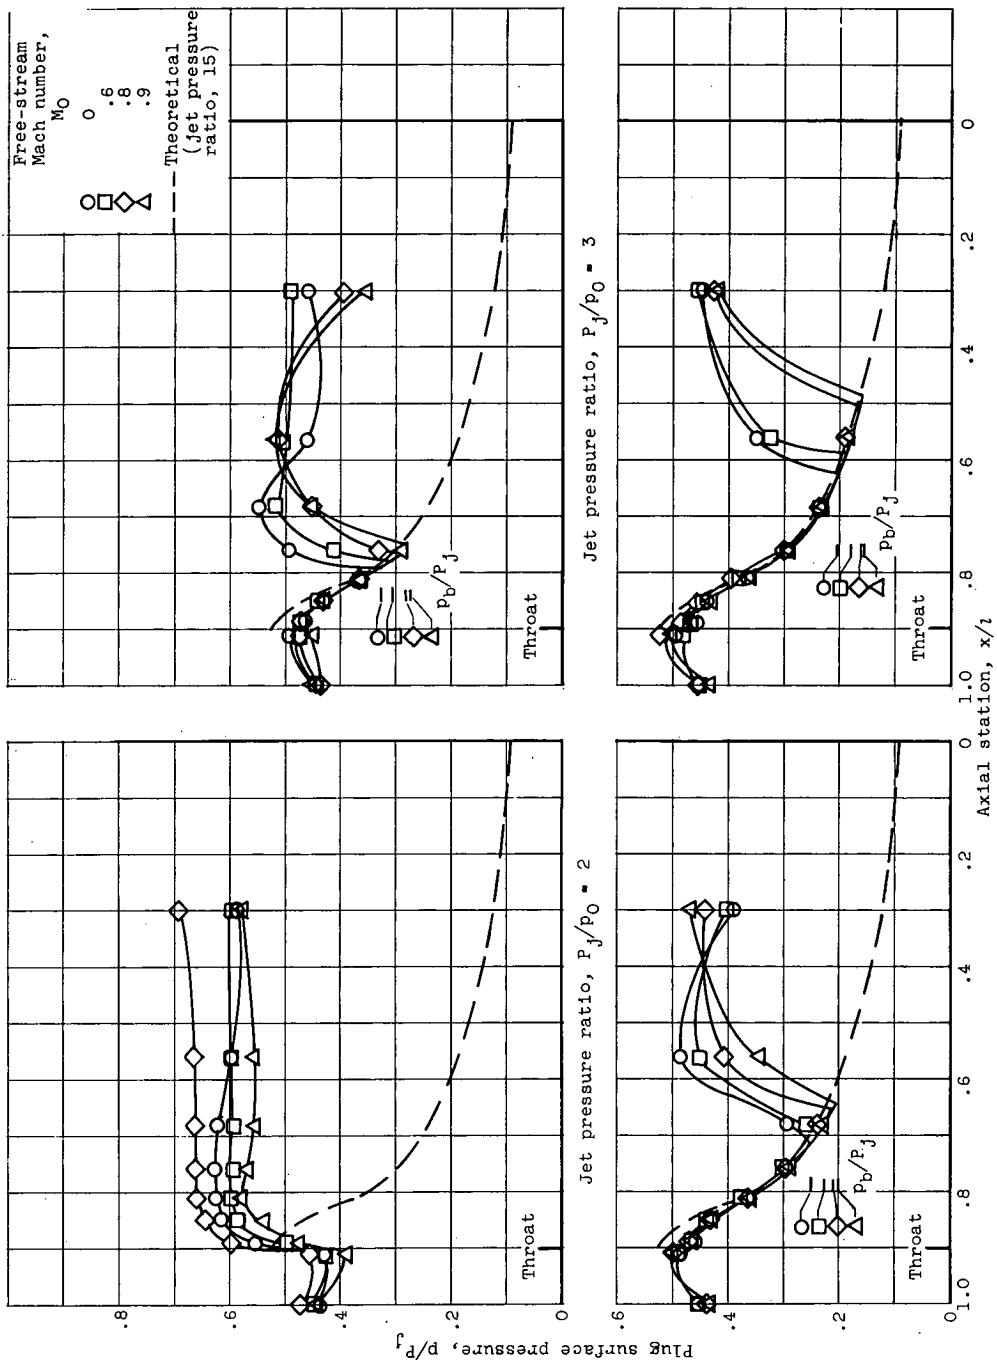 Free-stream
Mach number,
M0
0
.6
.8
.9
Theoretical
(jet pressure
ratio, 15)
Plug surface pressure, p/Pj
.8
.6
.4
.2
0
Throat
Jet pressure ratio, Pj/p0 = 2
pb/Pj
Throat
Jet pressure ratio, Pj/p0 = 3
.6
.4
.2
0
pb/Pj
Throat
1.0
.8
.6
.4
.2
0
pb/Pj
Throat
1.0
.8
.6
.4
.2
0
Axial station, x/l